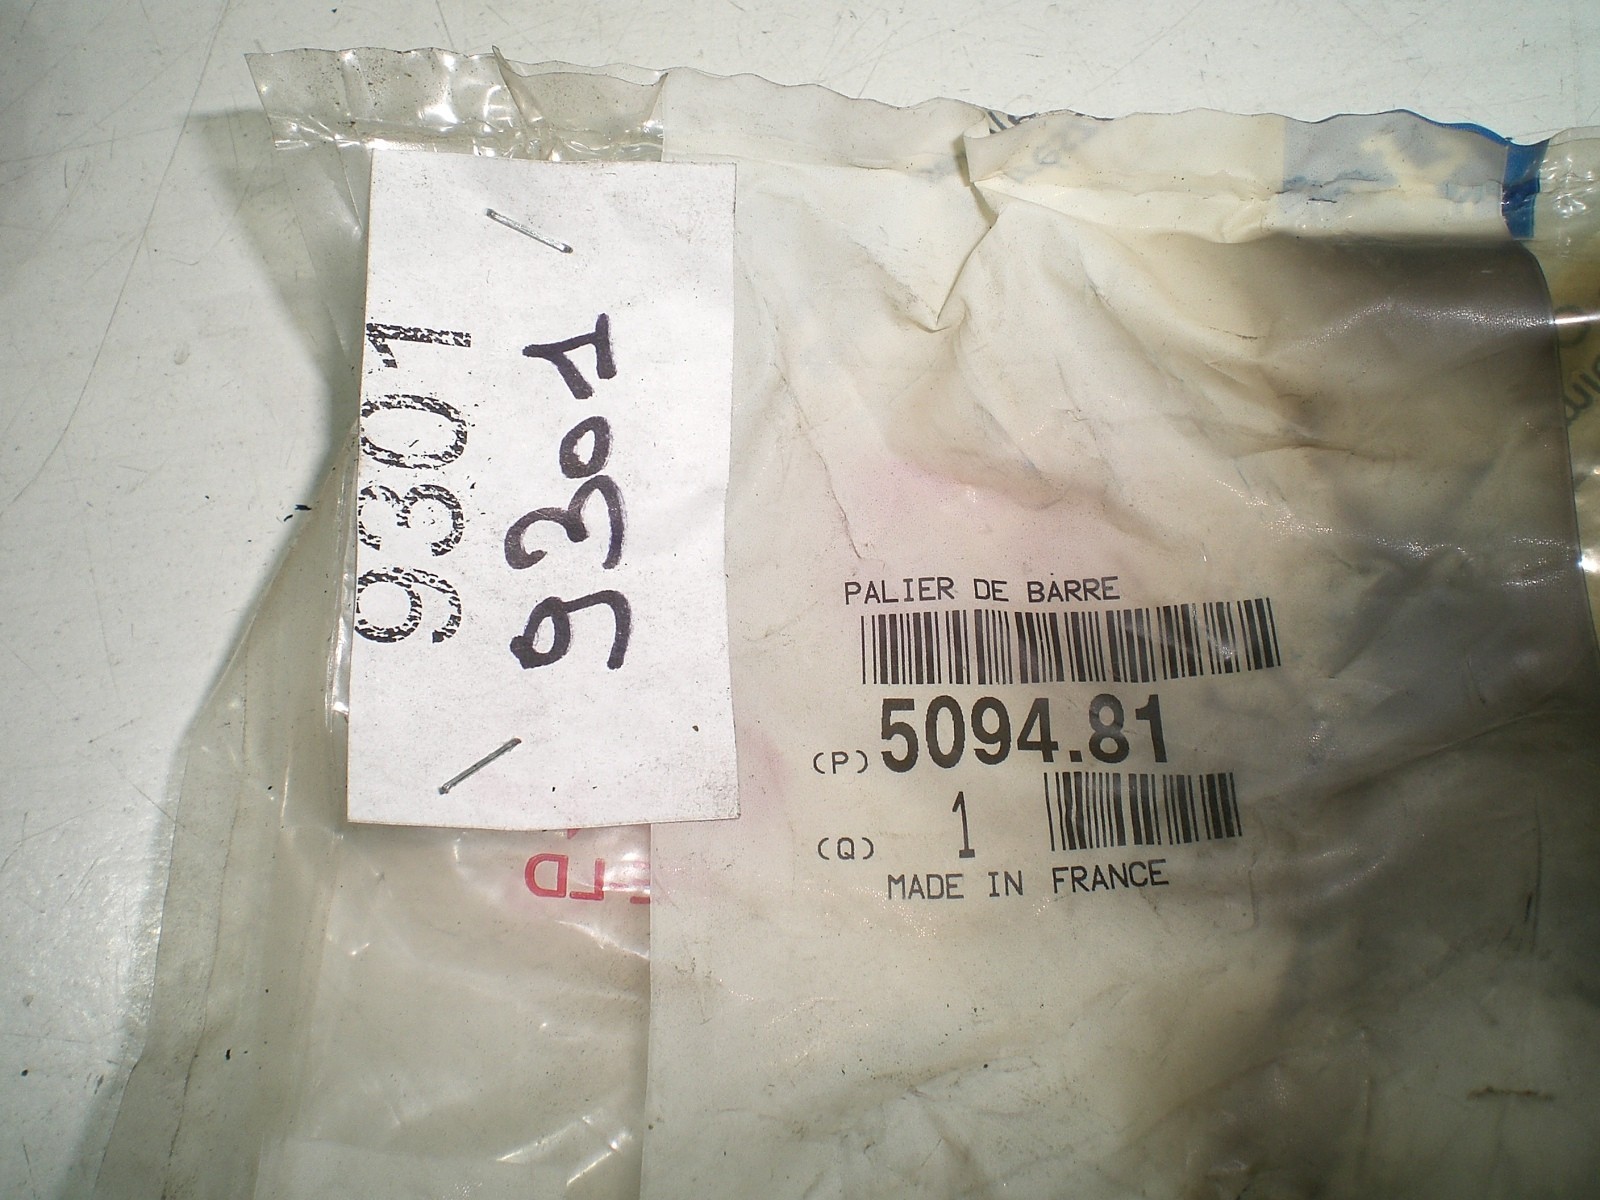 9301
9301
PALIER DE BARRE
(P) 5094.81
(Q) 1
MADE IN FRANCE